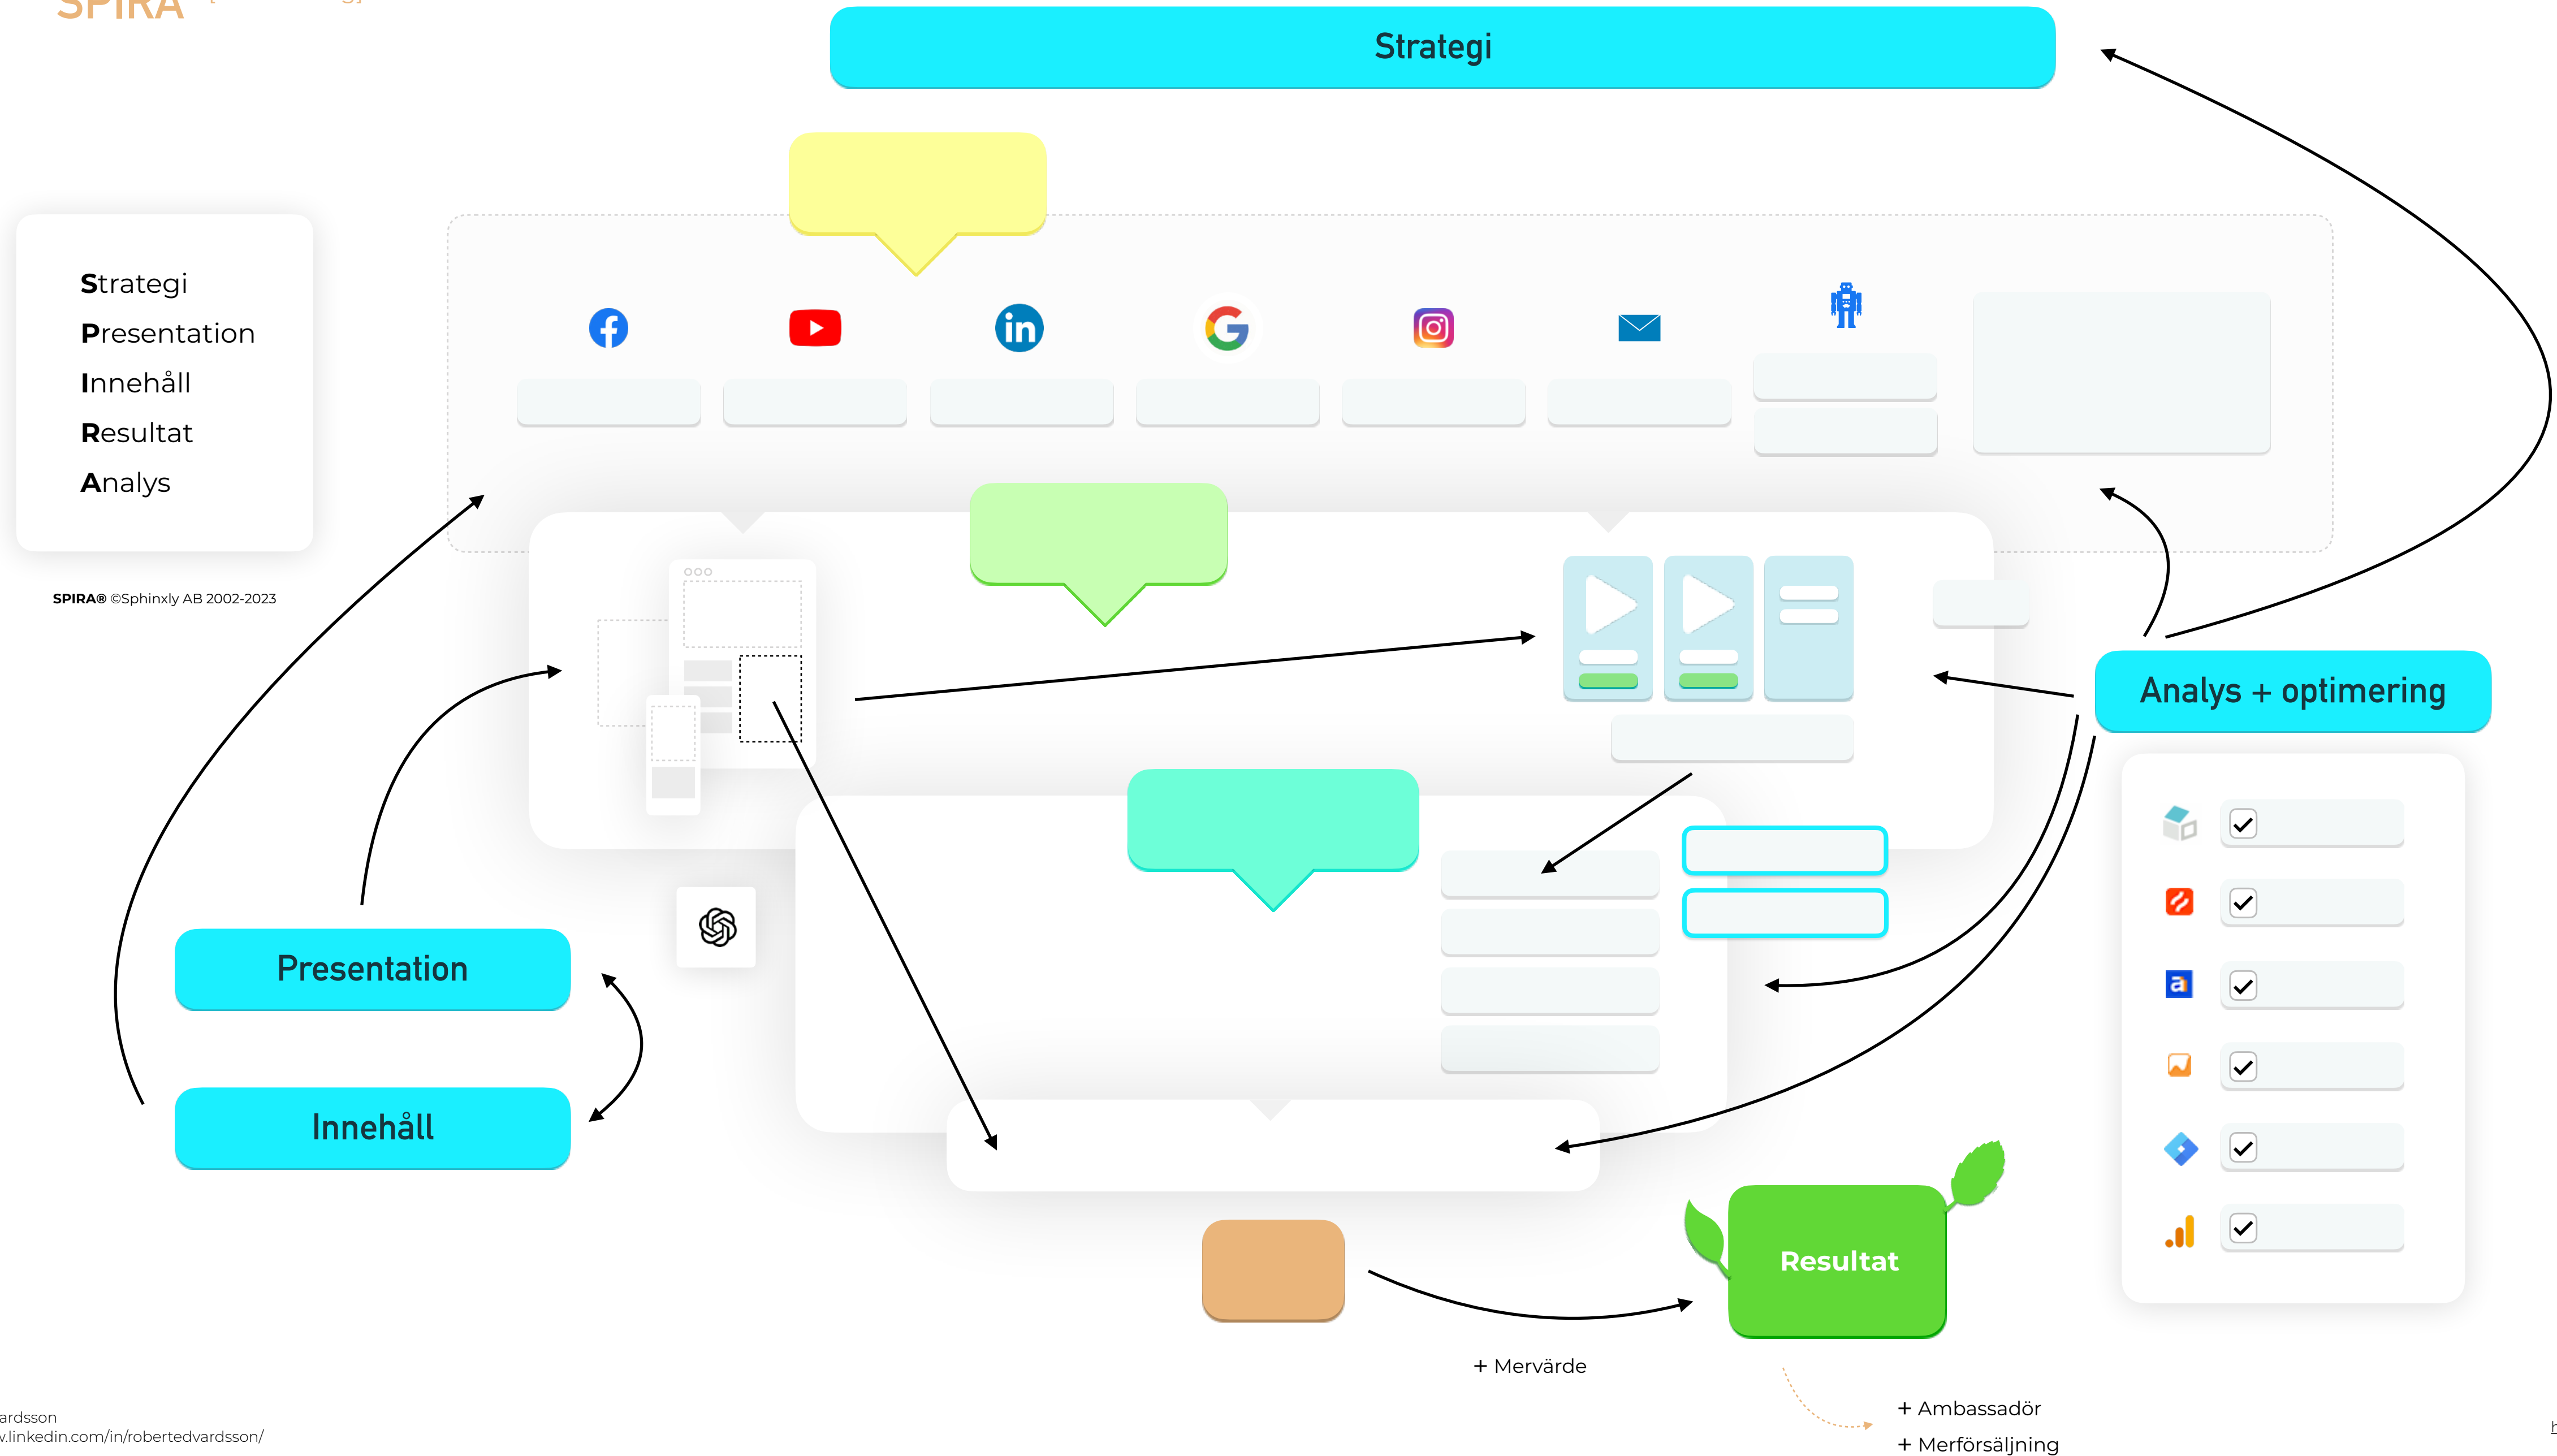 SPIRA
Strategi
Strategi
Presentation
Innehåll
Resultat
Analys
SPIRA® ©Sphinxly AB 2002-2023
Analys + optimering
Presentation
Innehåll
Resultat
+ Mervärde
+ Ambassadör
+ Merförsäljning
ardsson
.linkedin.com/in/robertedvardsson/